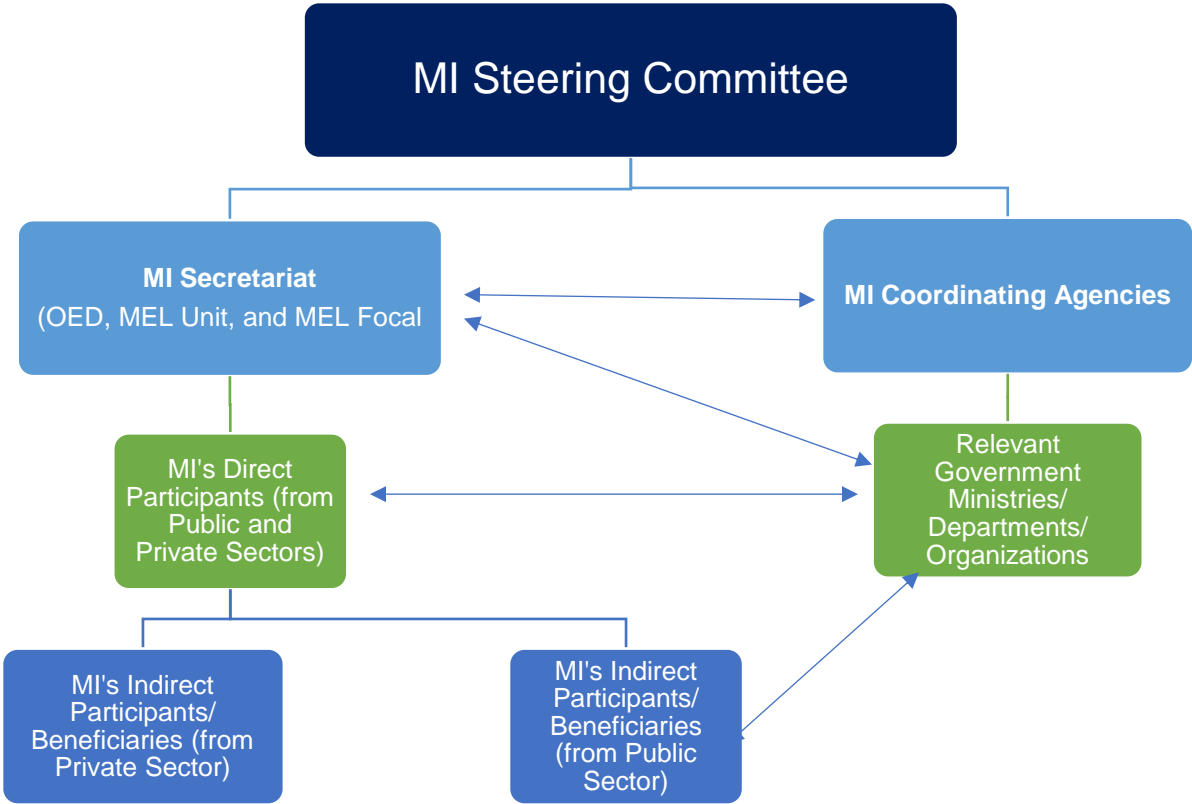 MI Steering Committee
MI Secretariat
(OED, MEL Unit, and MEL Focal
MI Coordinating Agencies
MI's Direct
Participants (from
Public and
Private Sectors)
Relevant
Government
Ministries/
Departments/
Organizations
MI's Indirect
Participants/
Beneficiaries (from
Private Sector)
MI's Indirect
Participants/
Beneficiaries
(from Public
Sector)